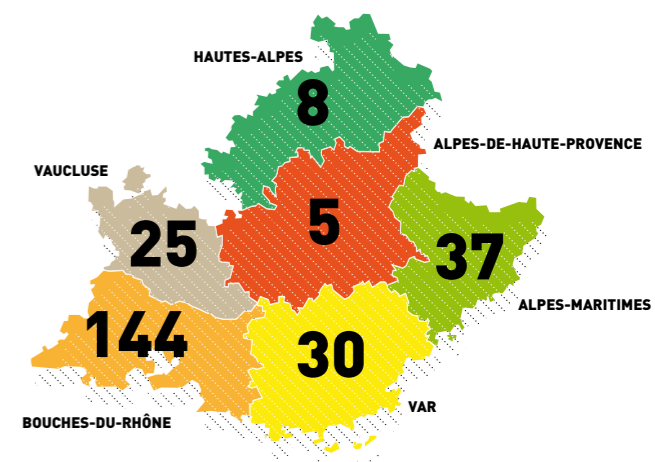 HAUTES-ALPES
8
ALPES-DE-HAUTE-PROVENCE
VAUCLUSE
5
25
37
ALPES-MARITIMES
144
30
VAR
BOUCHES-DU-RHÔNE